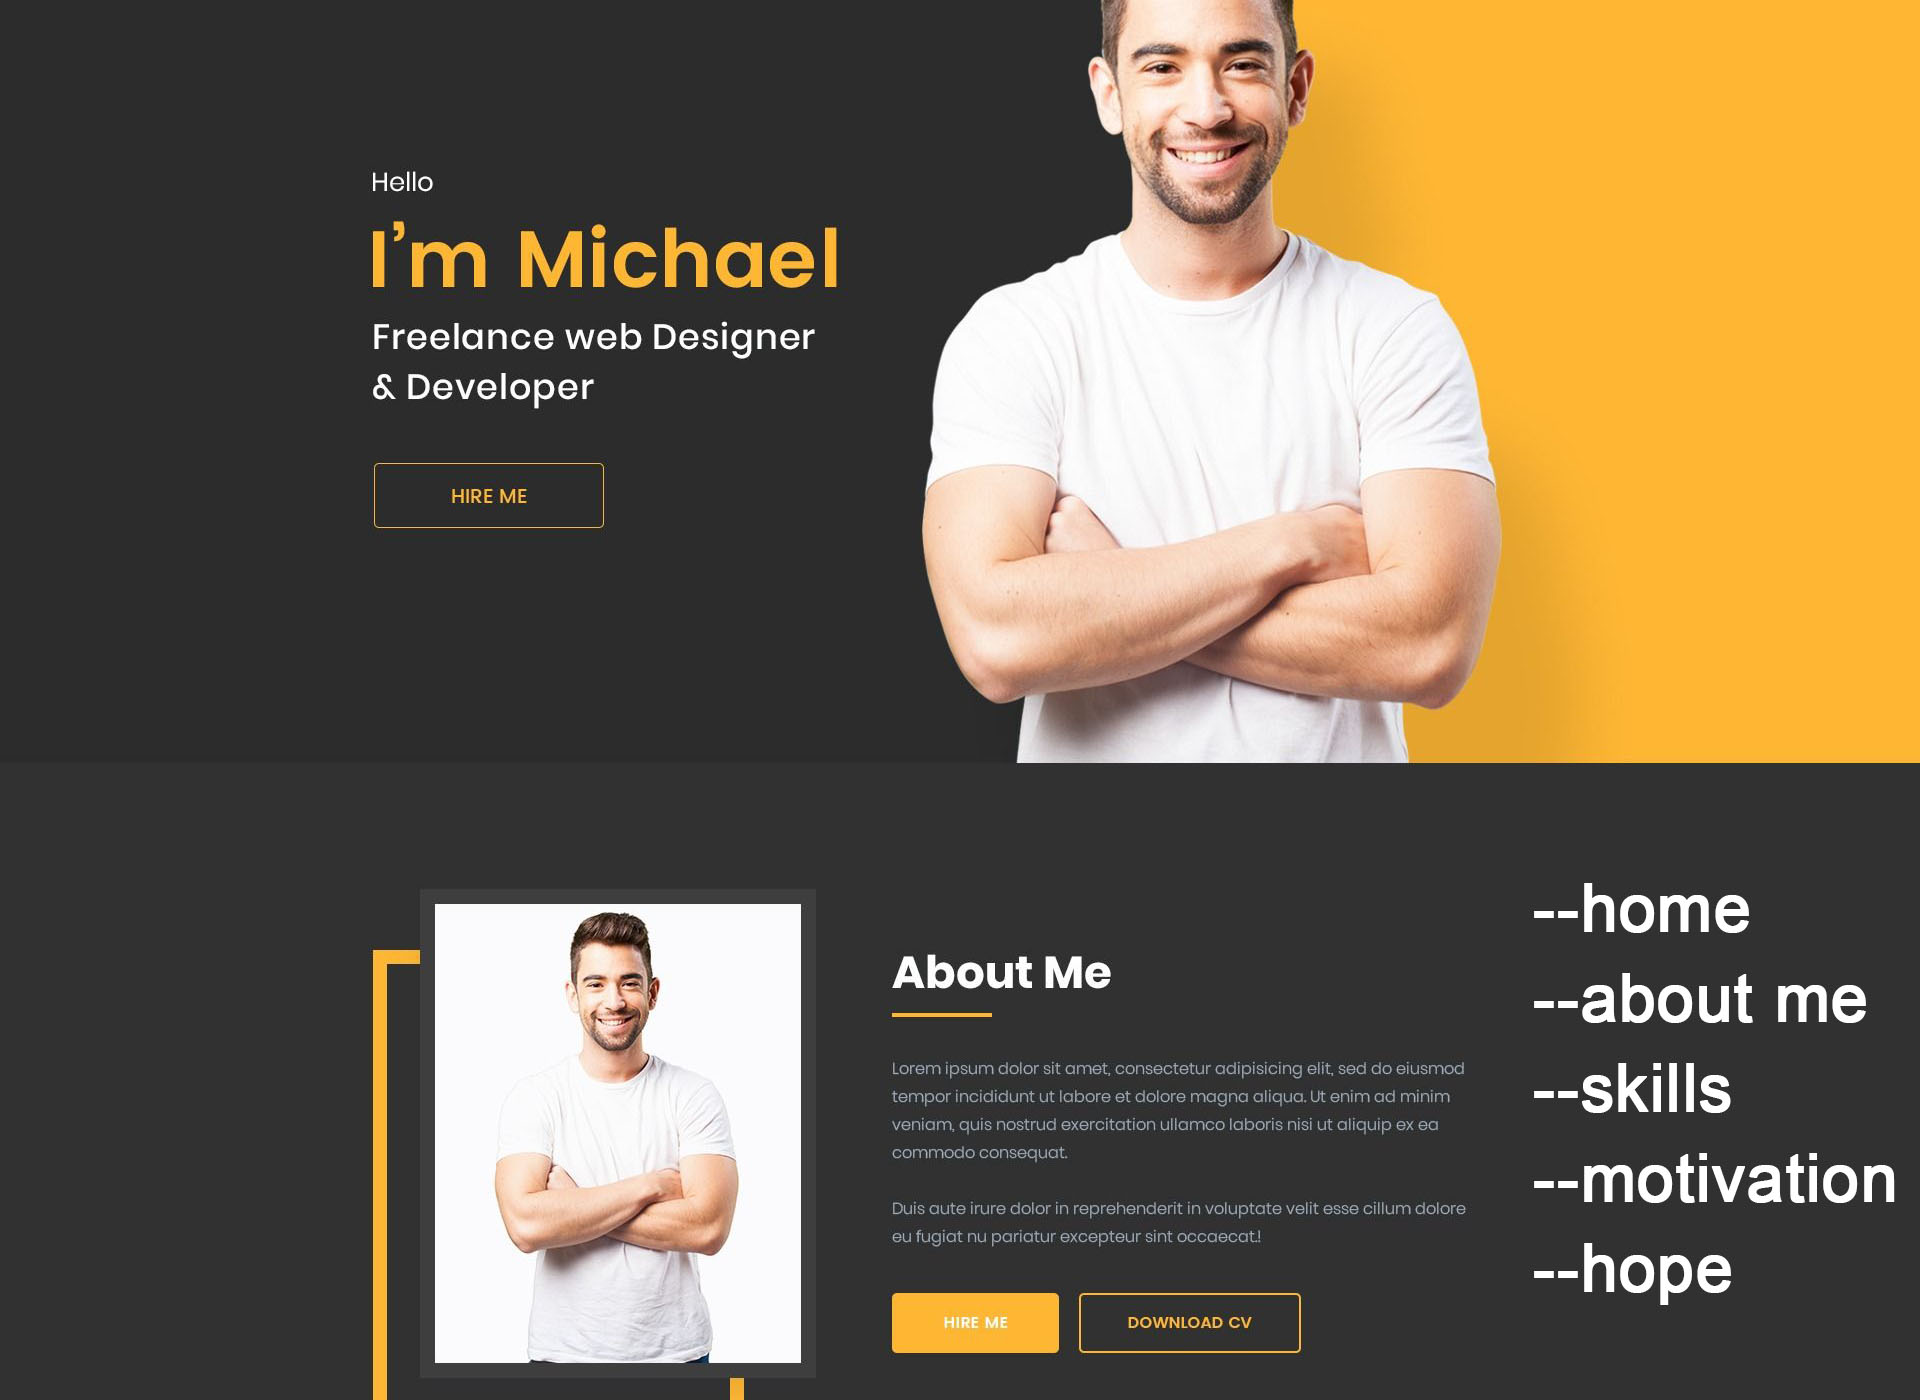 Hello
I’m Michael
Freelance web Designer
& Developer
HIRE ME
About Me
Lorem ipsum dolor sit amet, consectetur adipisicing elit, sed do eiusmod
tempor incididunt ut labore et dolore magna aliqua. Ut enim ad minim
veniam, quis nostrud exercitation ullamco laboris nisi ut aliquip ex ea
commodo consequat.
Duis aute irure dolor in reprehenderit in voluptate velit esse cillum dolore
eu fugiat nu pariatur excepteur sint occaecat.!
HIRE ME
DOWNLOAD CV
--home
--about me
--skills
--motivation
--hope